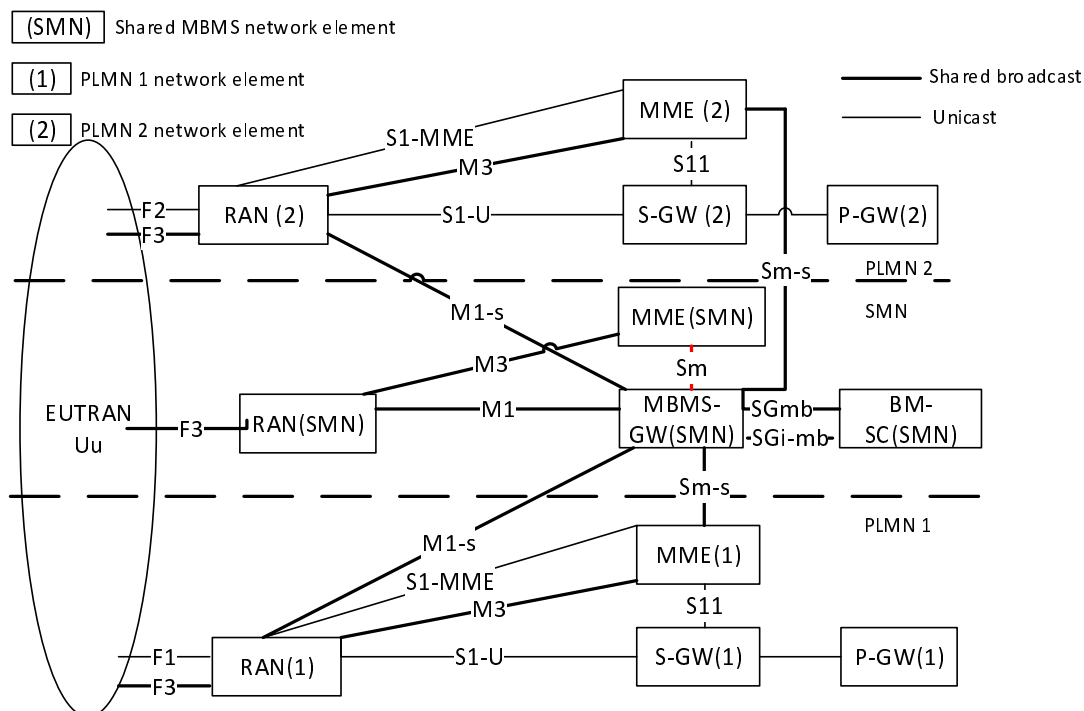 (SMN) Shared MBMS network element
(1) PLMN 1 network element
(2) PLMN 2 network element
Shared broadcast
Unicast
MME (2)
S1-MME
M3
S11
F2
F3
RAN (2)
S1-U
S-GW (2)
P-GW(2)
Sm-s
PLMN 2
SMN
M1-s
MME(SMN)
M3
Sm
EUTRAN
Uu
F3
RAN(SMN)
M1
MBMS-
GW(SMN)
SGmb
SGi-mb
BM-
SC(SMN)
Sm-s
PLMN 1
M1-s
MME(1)
S1-MME
M3
S11
F1
F3
RAN(1)
S1-U
S-GW(1)
P-GW(1)